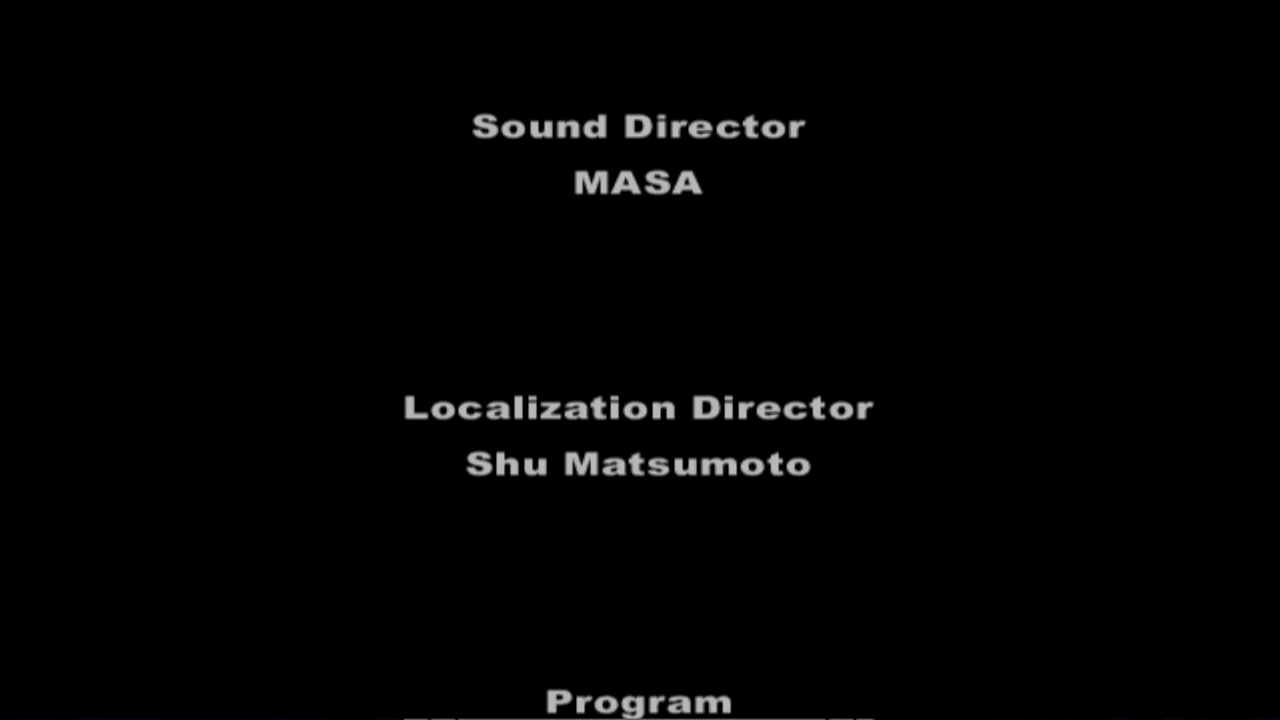 Sound Director
MASA
Localization Director
Shu Matsumoto
Program